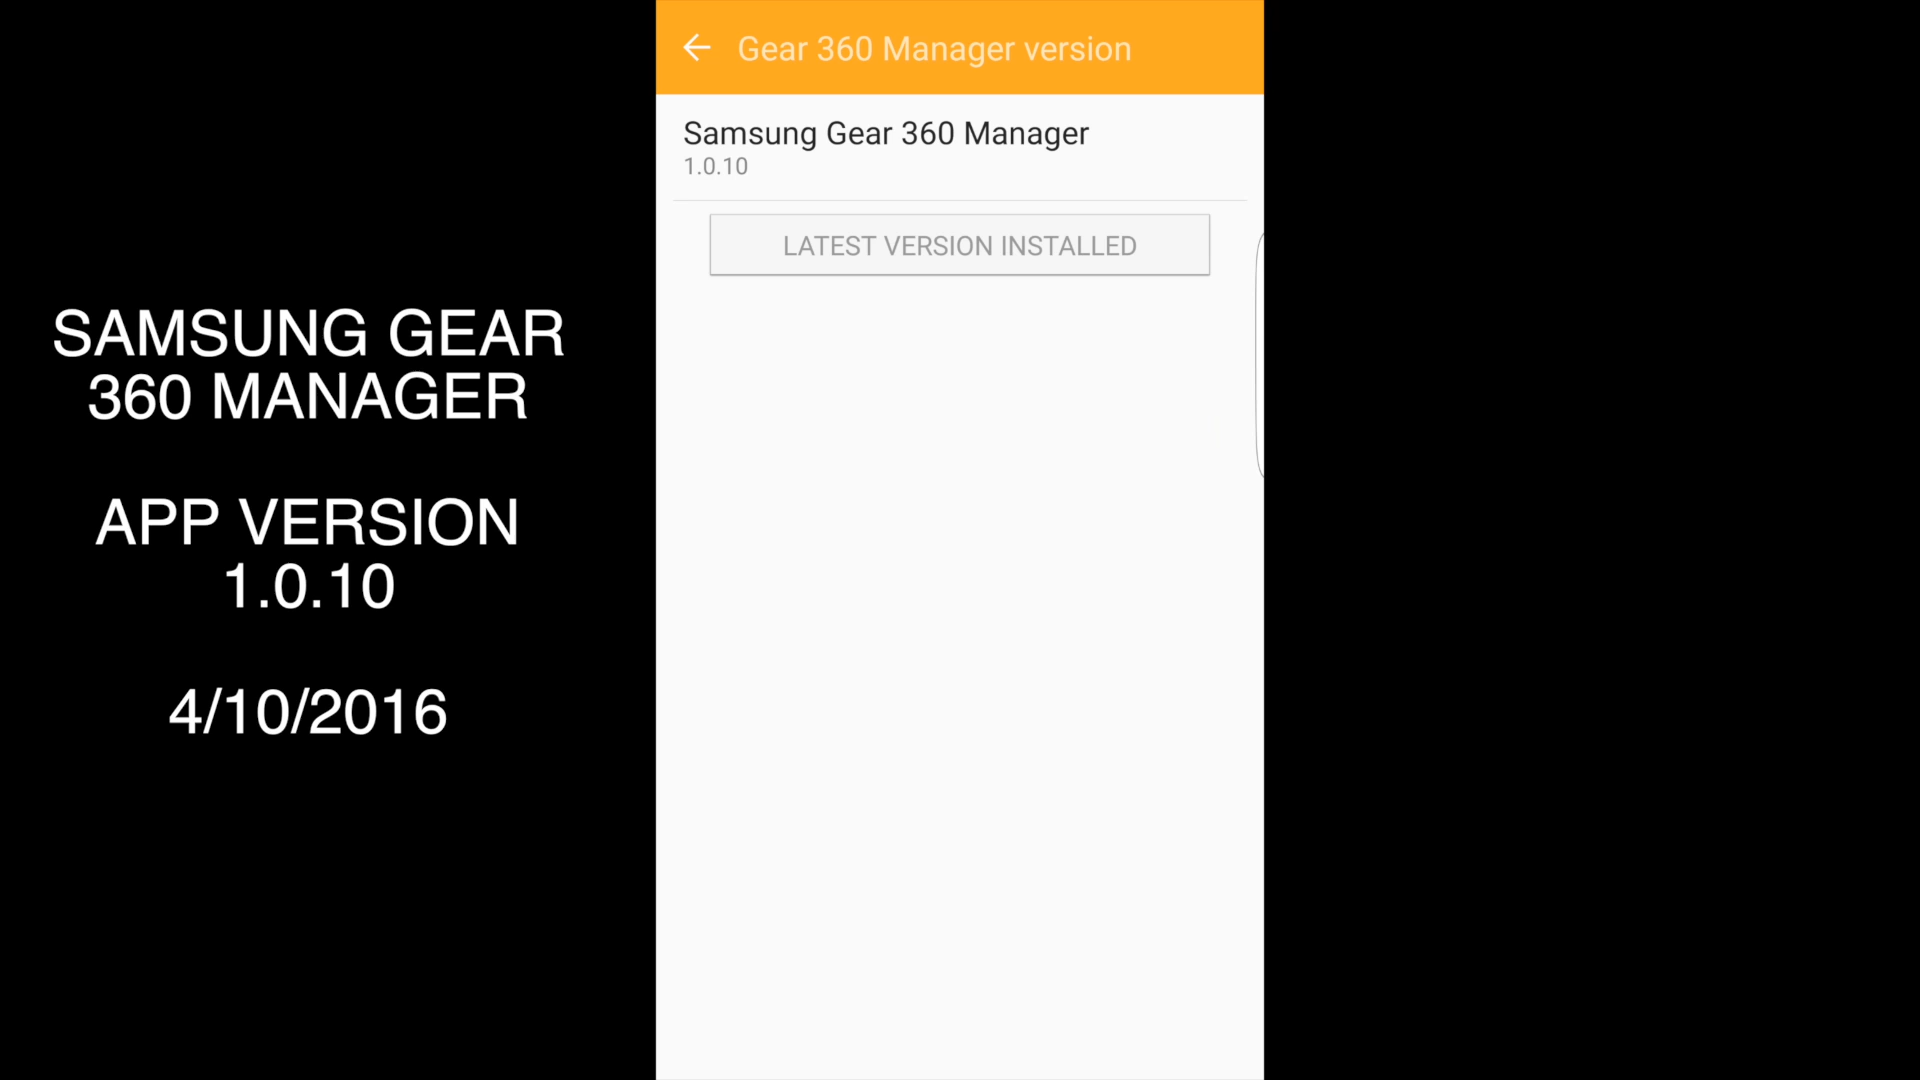 SAMSUNG GEAR
360 MANAGER
APP VERSION
1.0.10
4/10/2016
Gear 360 Manager version
Samsung Gear 360 Manager
1.0.10
LATEST VERSION INSTALLED